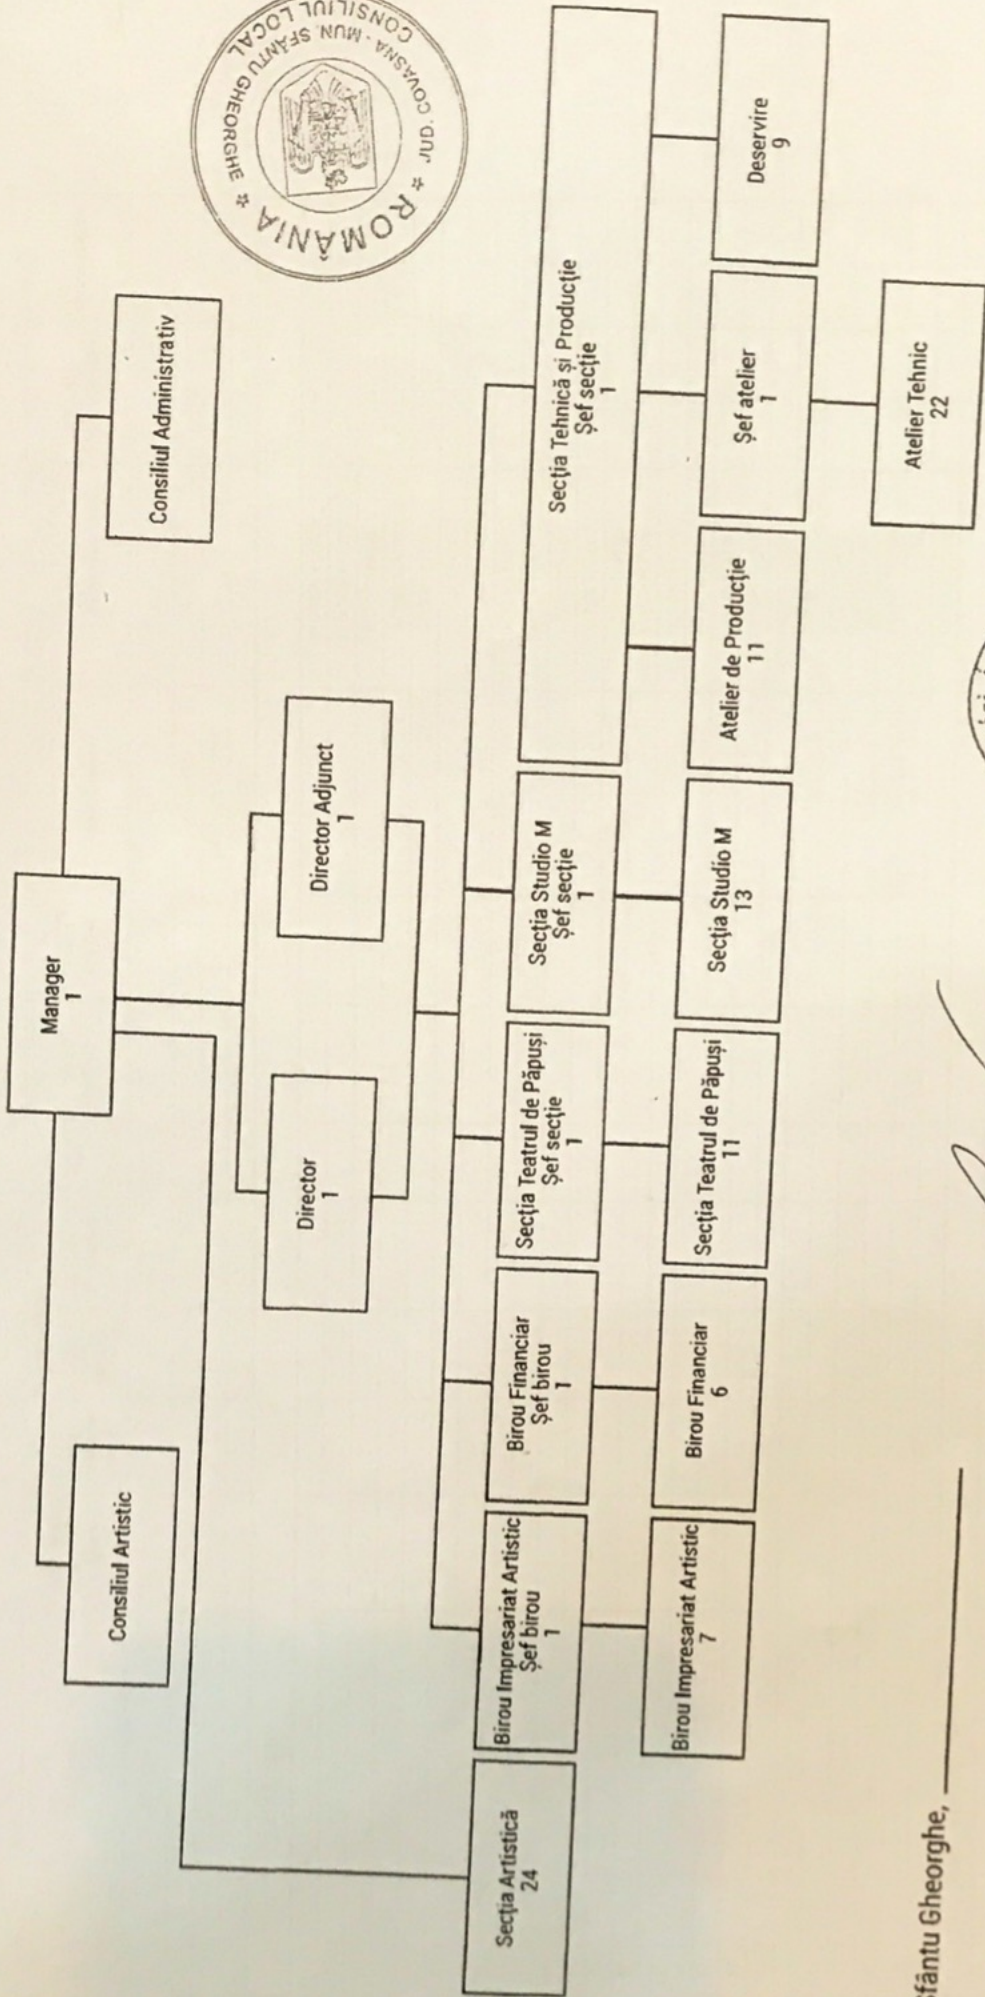 Manager
1
Consiliul Artistic
Consiliul Administrativ
Director
1
Director Adjunct
1
ROMÂNIA
JUD. COVASNA - MUN. SFÂNTU GHEORGHE
CONSILIUL LOCAL
Secția Artistică
24
Birou Impresariat Artistic
Șef birou
1
Birou Financiar
Șef birou
1
Secția Teatrul de Păpuși
Șef secție
1
Secția Studio M
Șef secție
1
Secția Tehnică și Producție
Șef secție
1
Birou Impresariat Artistic
7
Birou Financiar
6
Secția Teatrul de Păpuși
11
Secția Studio M
13
Atelier de Producție
11
Șef atelier
1
Deservire
9
Atelier Tehnic
22
Sfântu Gheorghe,